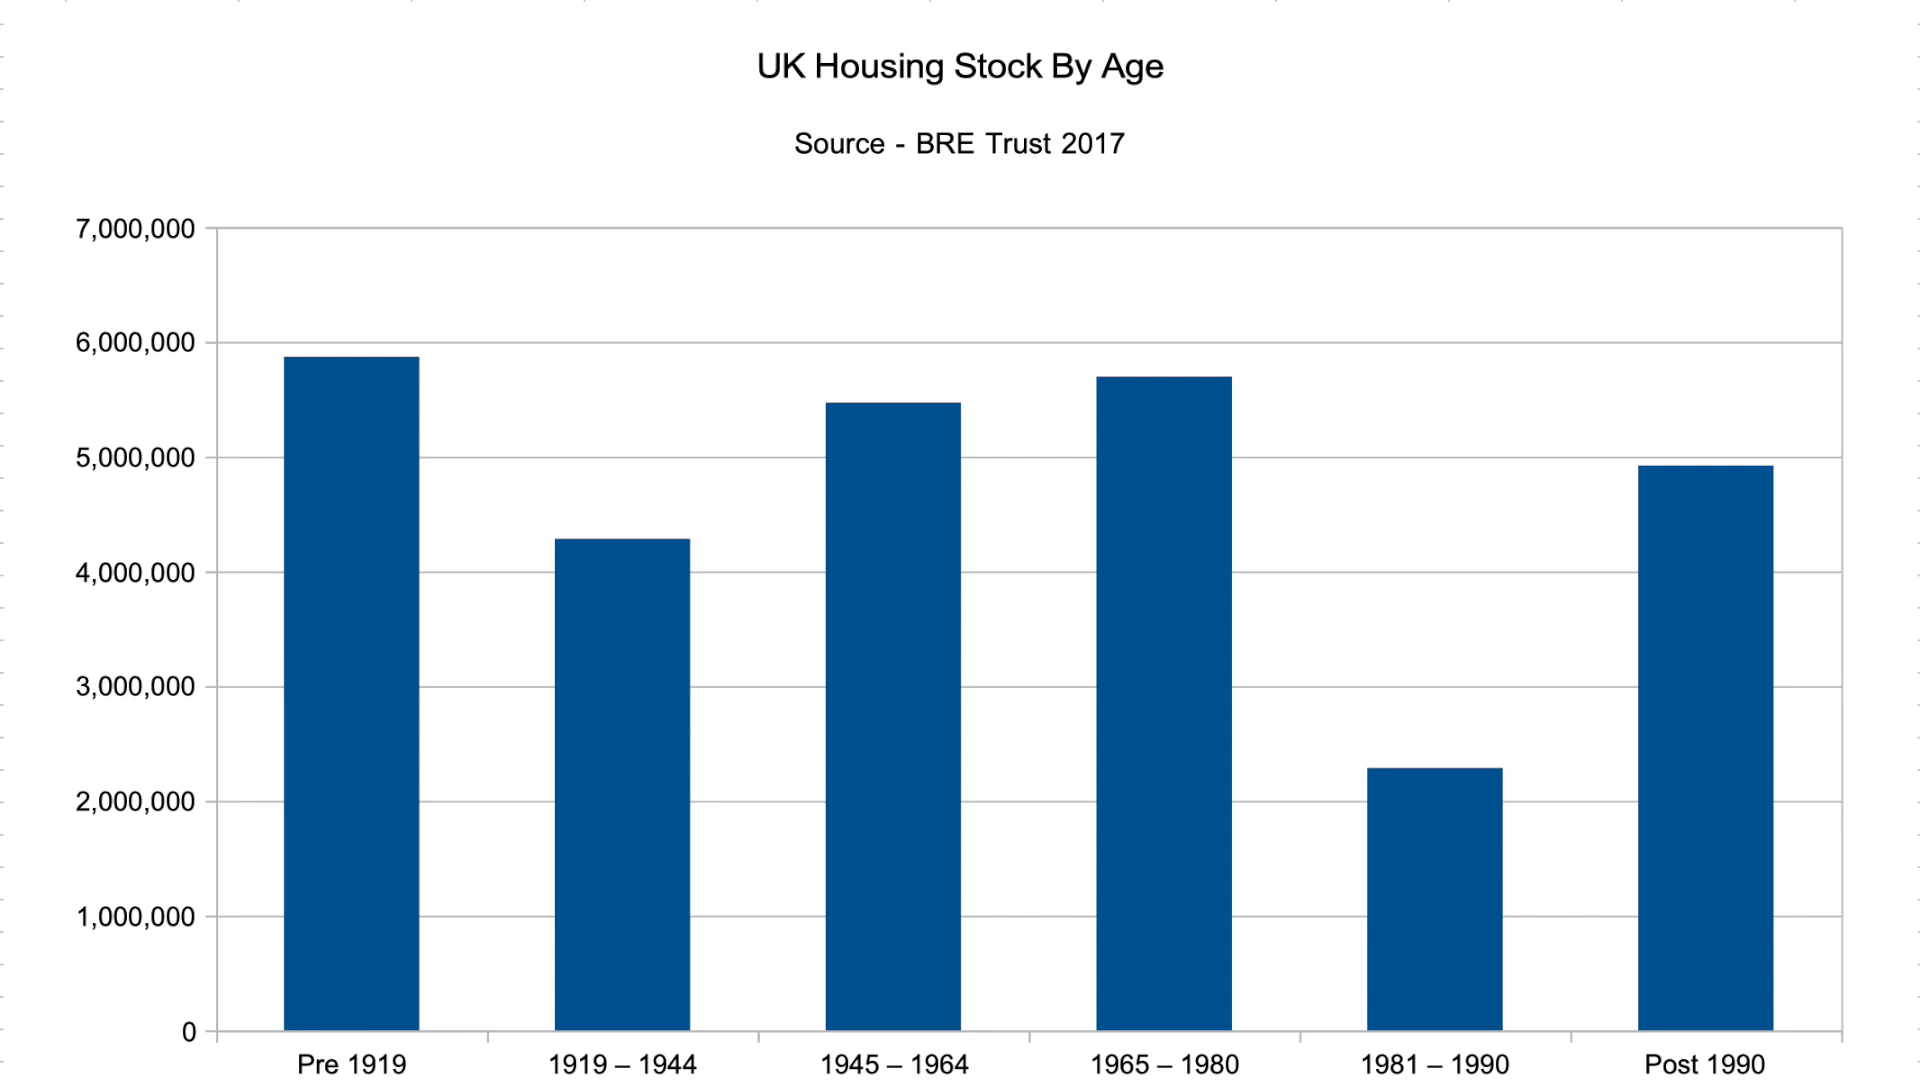 UK Housing Stock By Age
Source - BRE Trust 2017
7,000,000
6,000,000
5,000,000
4,000,000
3,000,000
2,000,000
1,000,000
0
Pre 1919 1919 – 1944 1945 – 1964 1965 – 1980 1981 – 1990 Post 1990